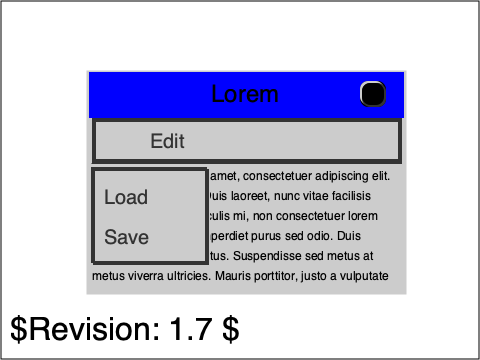 Lorem
Edit
amet, consectetuer adipiscing elit.
Load
uis laoreet, nunc vitae facilisis
culis mi, non consectetuer lorem
Save
perdiet purus sed odio. Duis
tus. Suspendisse sed metus at
metus viverra ultricies. Mauris porttitor, justo a vulputate
$Revision: 1.7 $